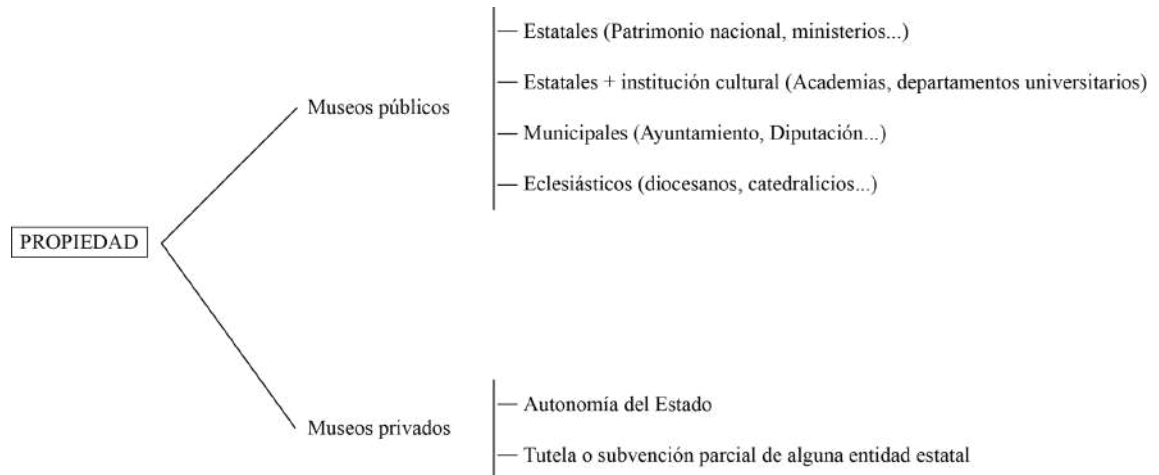 Estatales (Patrimonio nacional, ministerios...)
Estatales + institución cultural (Academias, departamentos universitarios)
Museos públicos
Municipales (Ayuntamiento, Diputación...)
Eclesiásticos (diocesanos, catedralicios...)
PROPIEDAD
Autonomía del Estado
Museos privados
Tutela o subvención parcial de alguna entidad estatal